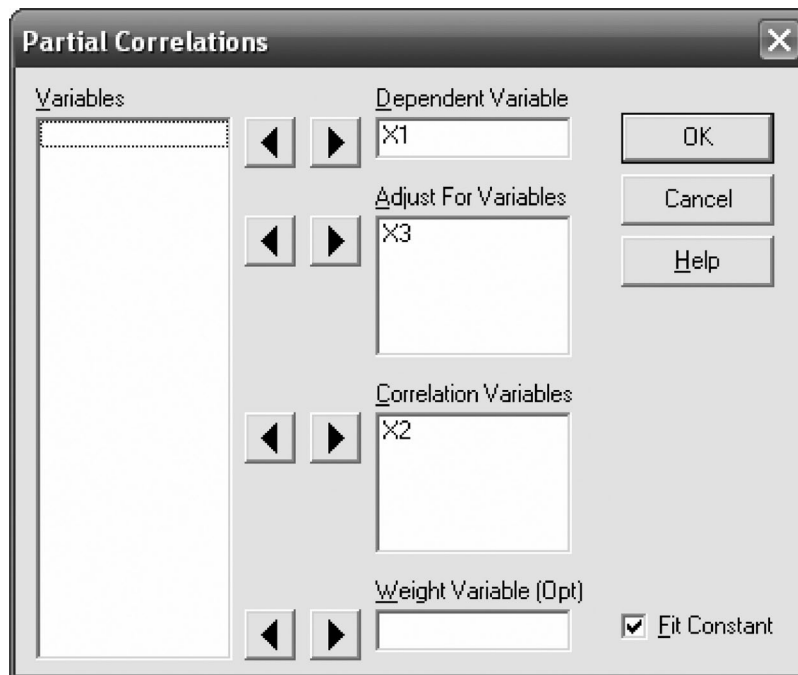 Partial Correlations
Variables
Dependent Variable
X1
Adjust For Variables
X3
Correlation Variables
X2
Weight Variable (Opt)
OK
Cancel
Help
Fit Constant